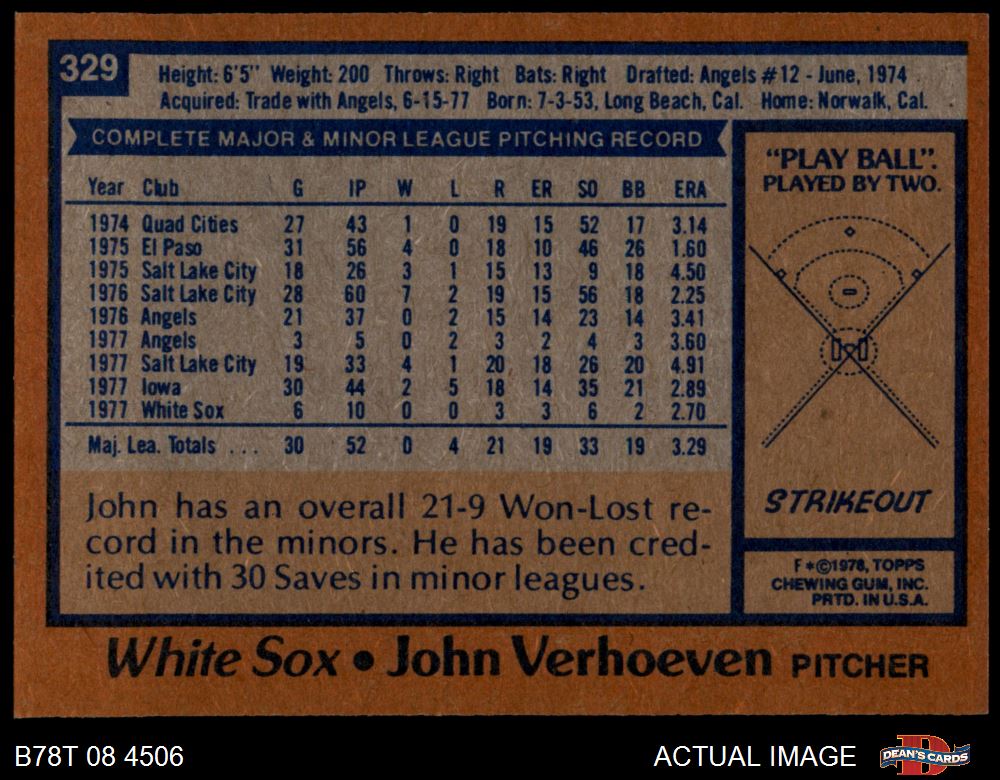 329
Height: 6'5" Weight: 200 Throws: Right Bats: Right Drafted: Angels #12 - June, 1974
Acquired: Trade with Angels, 6-15-77 Born: 7-3-53, Long Beach, Cal. Home: Norwalk, Cal.
COMPLETE MAJOR & MINOR LEAGUE PITCHING RECORD
Year Club G IP W L R ER SO BB ERA
1974 Quad Cities 27 43 1 0 19 15 52 17 3.14
1975 El Paso 31 56 4 0 18 10 46 26 1.60
1975 Salt Lake City 18 26 3 1 15 13 9 18 4.50
1976 Salt Lake City 28 60 7 2 19 15 56 18 2.25
1976 Angels 21 37 0 2 15 14 23 14 3.41
1977 Angels 3 5 0 2 3 2 4 3 3.60
1977 Salt Lake City 19 33 4 1 20 18 26 20 4.91
1977 Iowa 30 44 2 5 18 14 35 21 2.89
1977 White Sox 6 10 0 0 3 3 6 2 2.70
Maj. Lea. Totals ... 30 52 0 4 21 19 33 19 3.29
John has an overall 21-9 Won-Lost re-
cord in the minors. He has been cred-
ited with 30 Saves in minor leagues.
"PLAY BALL".
PLAYED BY TWO.
STRIKEOUT
F*©1978, TOPPS
CHEWING GUM, INC.
PRTD. IN U.S.A.
White Sox • John Verhoeven PITCHER
B78T 08 4506
ACTUAL IMAGE
DEAN'S CARDS